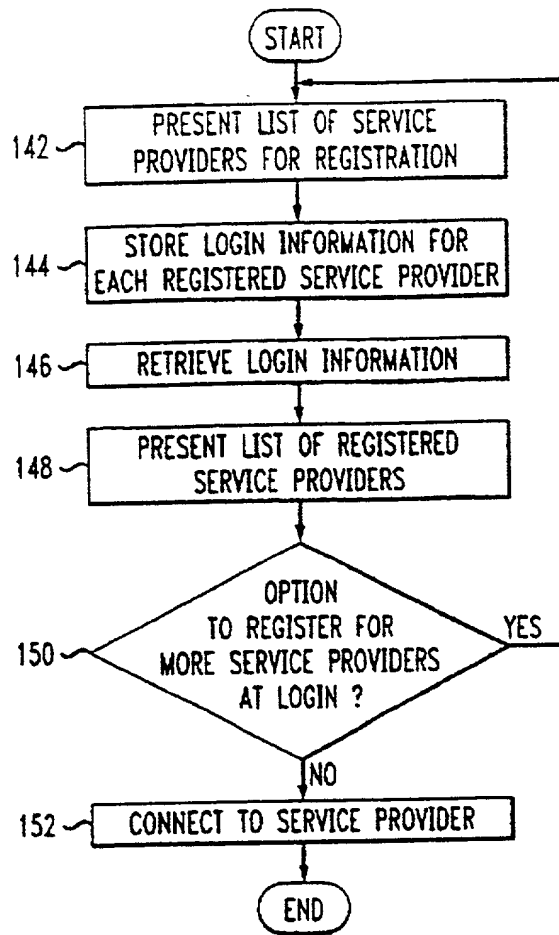 START
142
PRESENT LIST OF SERVICE
PROVIDERS FOR REGISTRATION
144
STORE LOGIN INFORMATION FOR
EACH REGISTERED SERVICE PROVIDER
146
RETRIEVE LOGIN INFORMATION
148
PRESENT LIST OF REGISTERED
SERVICE PROVIDERS
150
OPTION
TO REGISTER FOR
MORE SERVICE PROVIDERS
AT LOGIN ?
YES
NO
152
CONNECT TO SERVICE PROVIDER
END